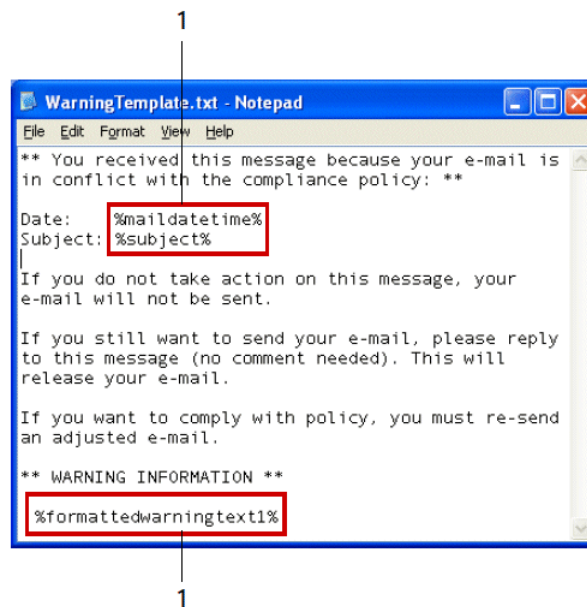 1
WarningTemplate.txt - Notepad
File Edit Format View Help
** You received this message because your e-mail is
in conflict with the compliance policy: **
Date: %maildatetime%
Subject: %subject%
If you do not take action on this message, your
e-mail will not be sent.
If you still want to send your e-mail, please reply
to this message (no comment needed). This will
release your e-mail.
If you want to comply with policy, you must re-send
an adjusted e-mail.
** WARNING INFORMATION **
%formattedwarningtext1%
1